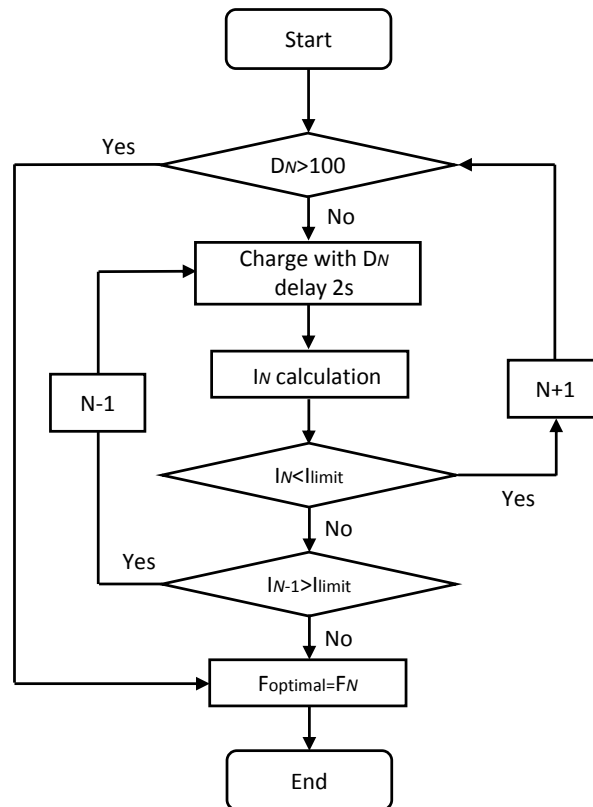 Start
Yes
DN>100
No
Charge with DN
delay 2s
IN calculation
N-1
N+1
IN<Ilimit
Yes
No
Yes
IN-1>Ilimit
No
Foptimal=FN
End